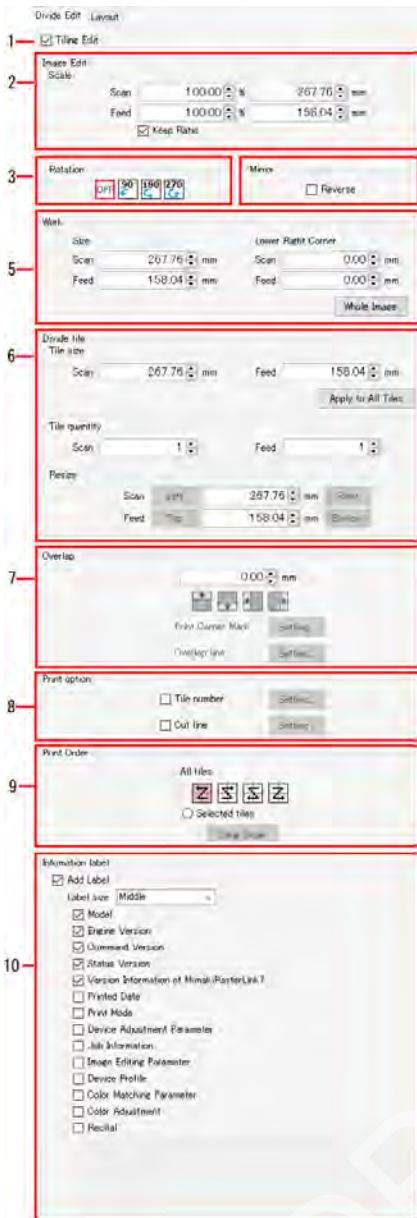 Divide Edit Layout
1 Tiling Edit
2 Image Edit
Scale
Scan 100.00 % 267.76 mm
Feed 100.00 % 158.04 mm
Keep Ratio
3 Rotation Mirror
OFF 90 180 270 Reverse
Work
Size Lower Right Corner
5 Scan 267.76 mm Scan 0.00 mm
Feed 158.04 mm Feed 0.00 mm
Whole Image
6 Divide tile
Tile size
Scan 267.76 mm Feed 158.04 mm
Apply to All Tiles
Tile quantity
Scan 1 Feed 1
Resize
Scan Left 267.76 mm
Feed Top 158.04 mm Bottom
Overlap
7 0.00 mm
Print Corner Mark Setting...
Overlap line Setting...
Print option
Tile number Setting...
8 Cut line Setting...
Print Order
All tiles
9
Selected tiles
Clear Order
Information label
Add Label
Label size Middle
Model
Engine Version
Command Version
10 Status Version
Version Information of Mimaki RasterLink7
Printed Date
Print Mode
Device Adjustment Parameter
Job Information
Image Editing Parameter
Device Profile
Color Matching Parameter
Color Adjustment
Recital